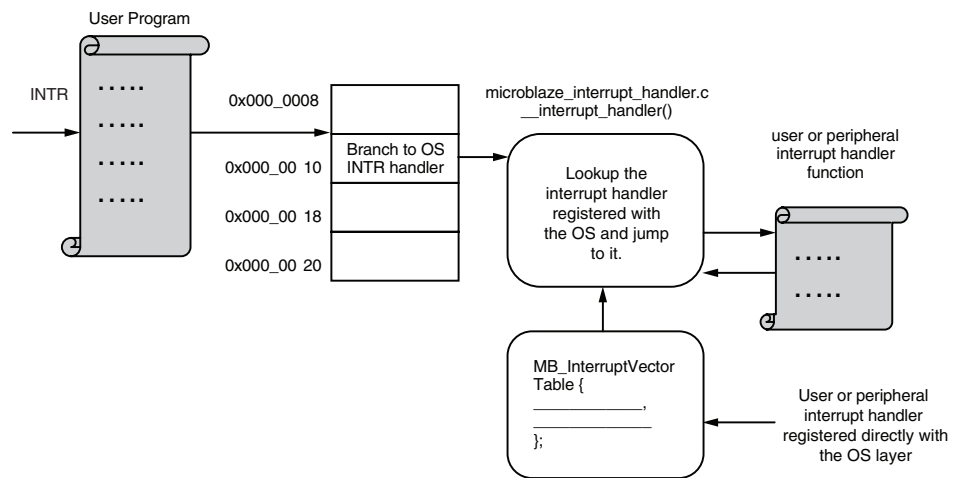 User Program
INTR
.....
.....
.....
.....
0x000_0008
0x000_00 10
0x000_00 18
0x000_00 20
Branch to OS
INTR handler
microblaze_interrupt_handler.c
__interrupt_handler()
Lookup the
interrupt handler
registered with
the OS and jump
to it.
user or peripheral
interrupt handler
function
.....
.....
MB_InterruptVector
Table {
_____________,
______________
};
User or peripheral
interrupt handler
registered directly with
the OS layer